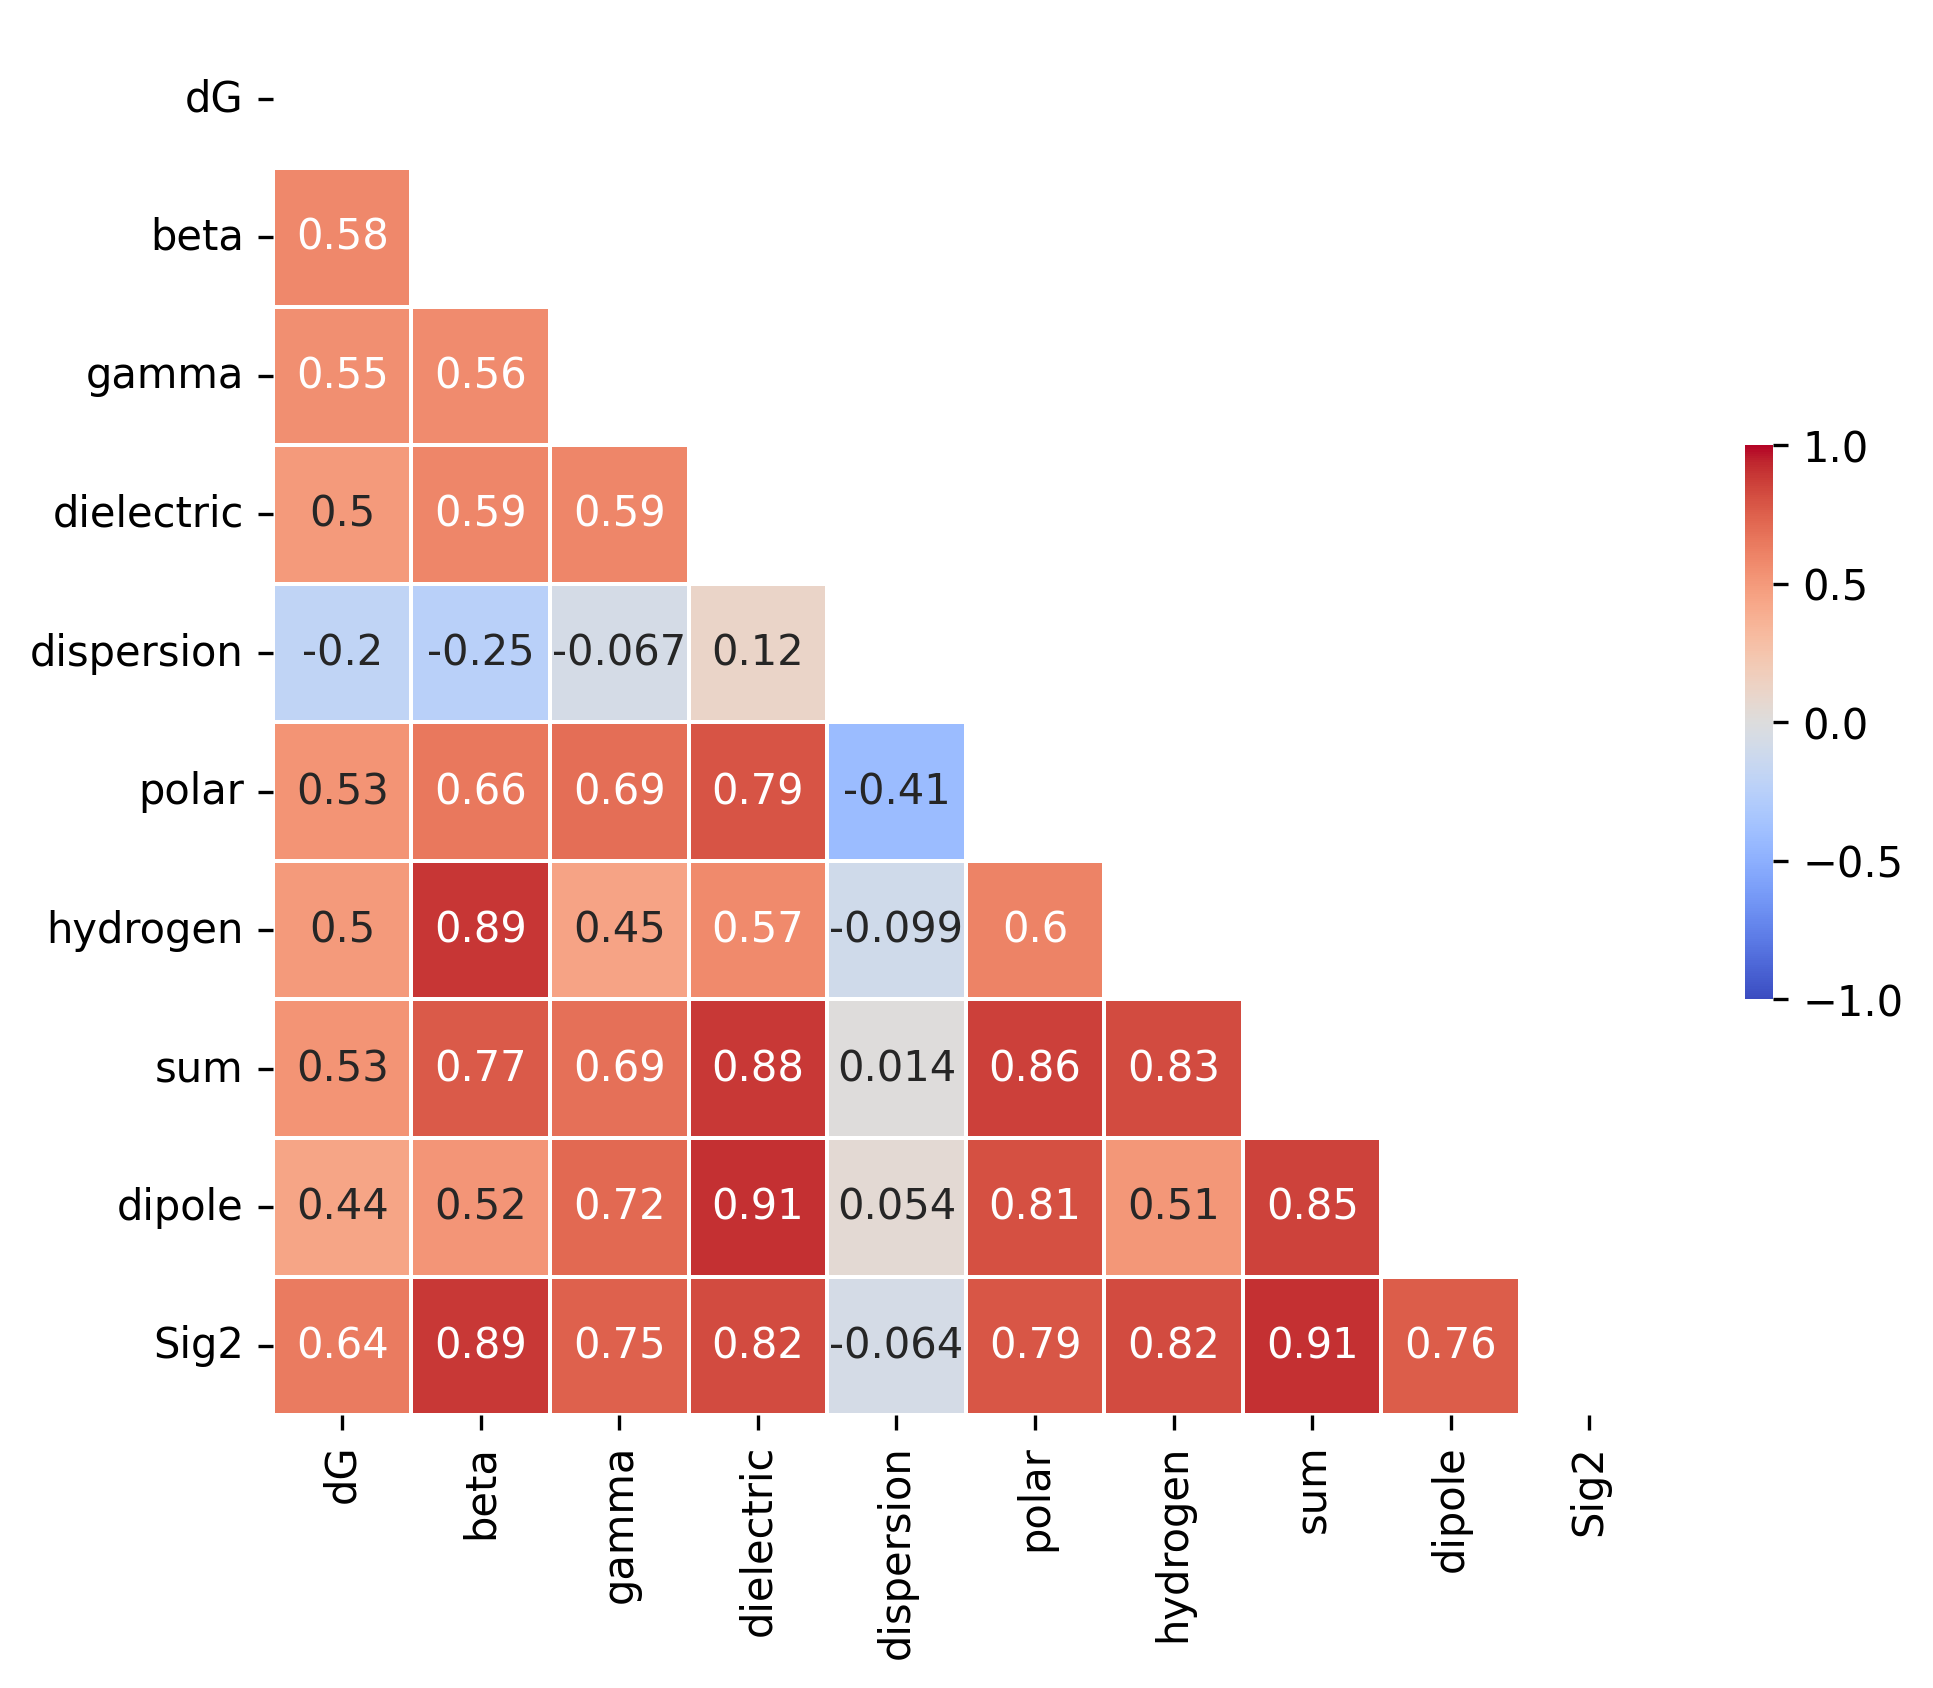 dG
beta 0.58
gamma 0.55 0.56
dielectric 0.5 0.59 0.59
dispersion -0.2 -0.25 -0.067 0.12
polar 0.53 0.66 0.69 0.79 -0.41
hydrogen 0.5 0.89 0.45 0.57 -0.099 0.6
sum 0.53 0.77 0.69 0.88 0.014 0.86 0.83
dipole 0.44 0.52 0.72 0.91 0.054 0.81 0.51 0.85
Sig2 0.64 0.89 0.75 0.82 -0.064 0.79 0.82 0.91 0.76
dG beta gamma dielectric dispersion polar hydrogen sum dipole Sig2
1.0
0.5
0.0
−0.5
−1.0